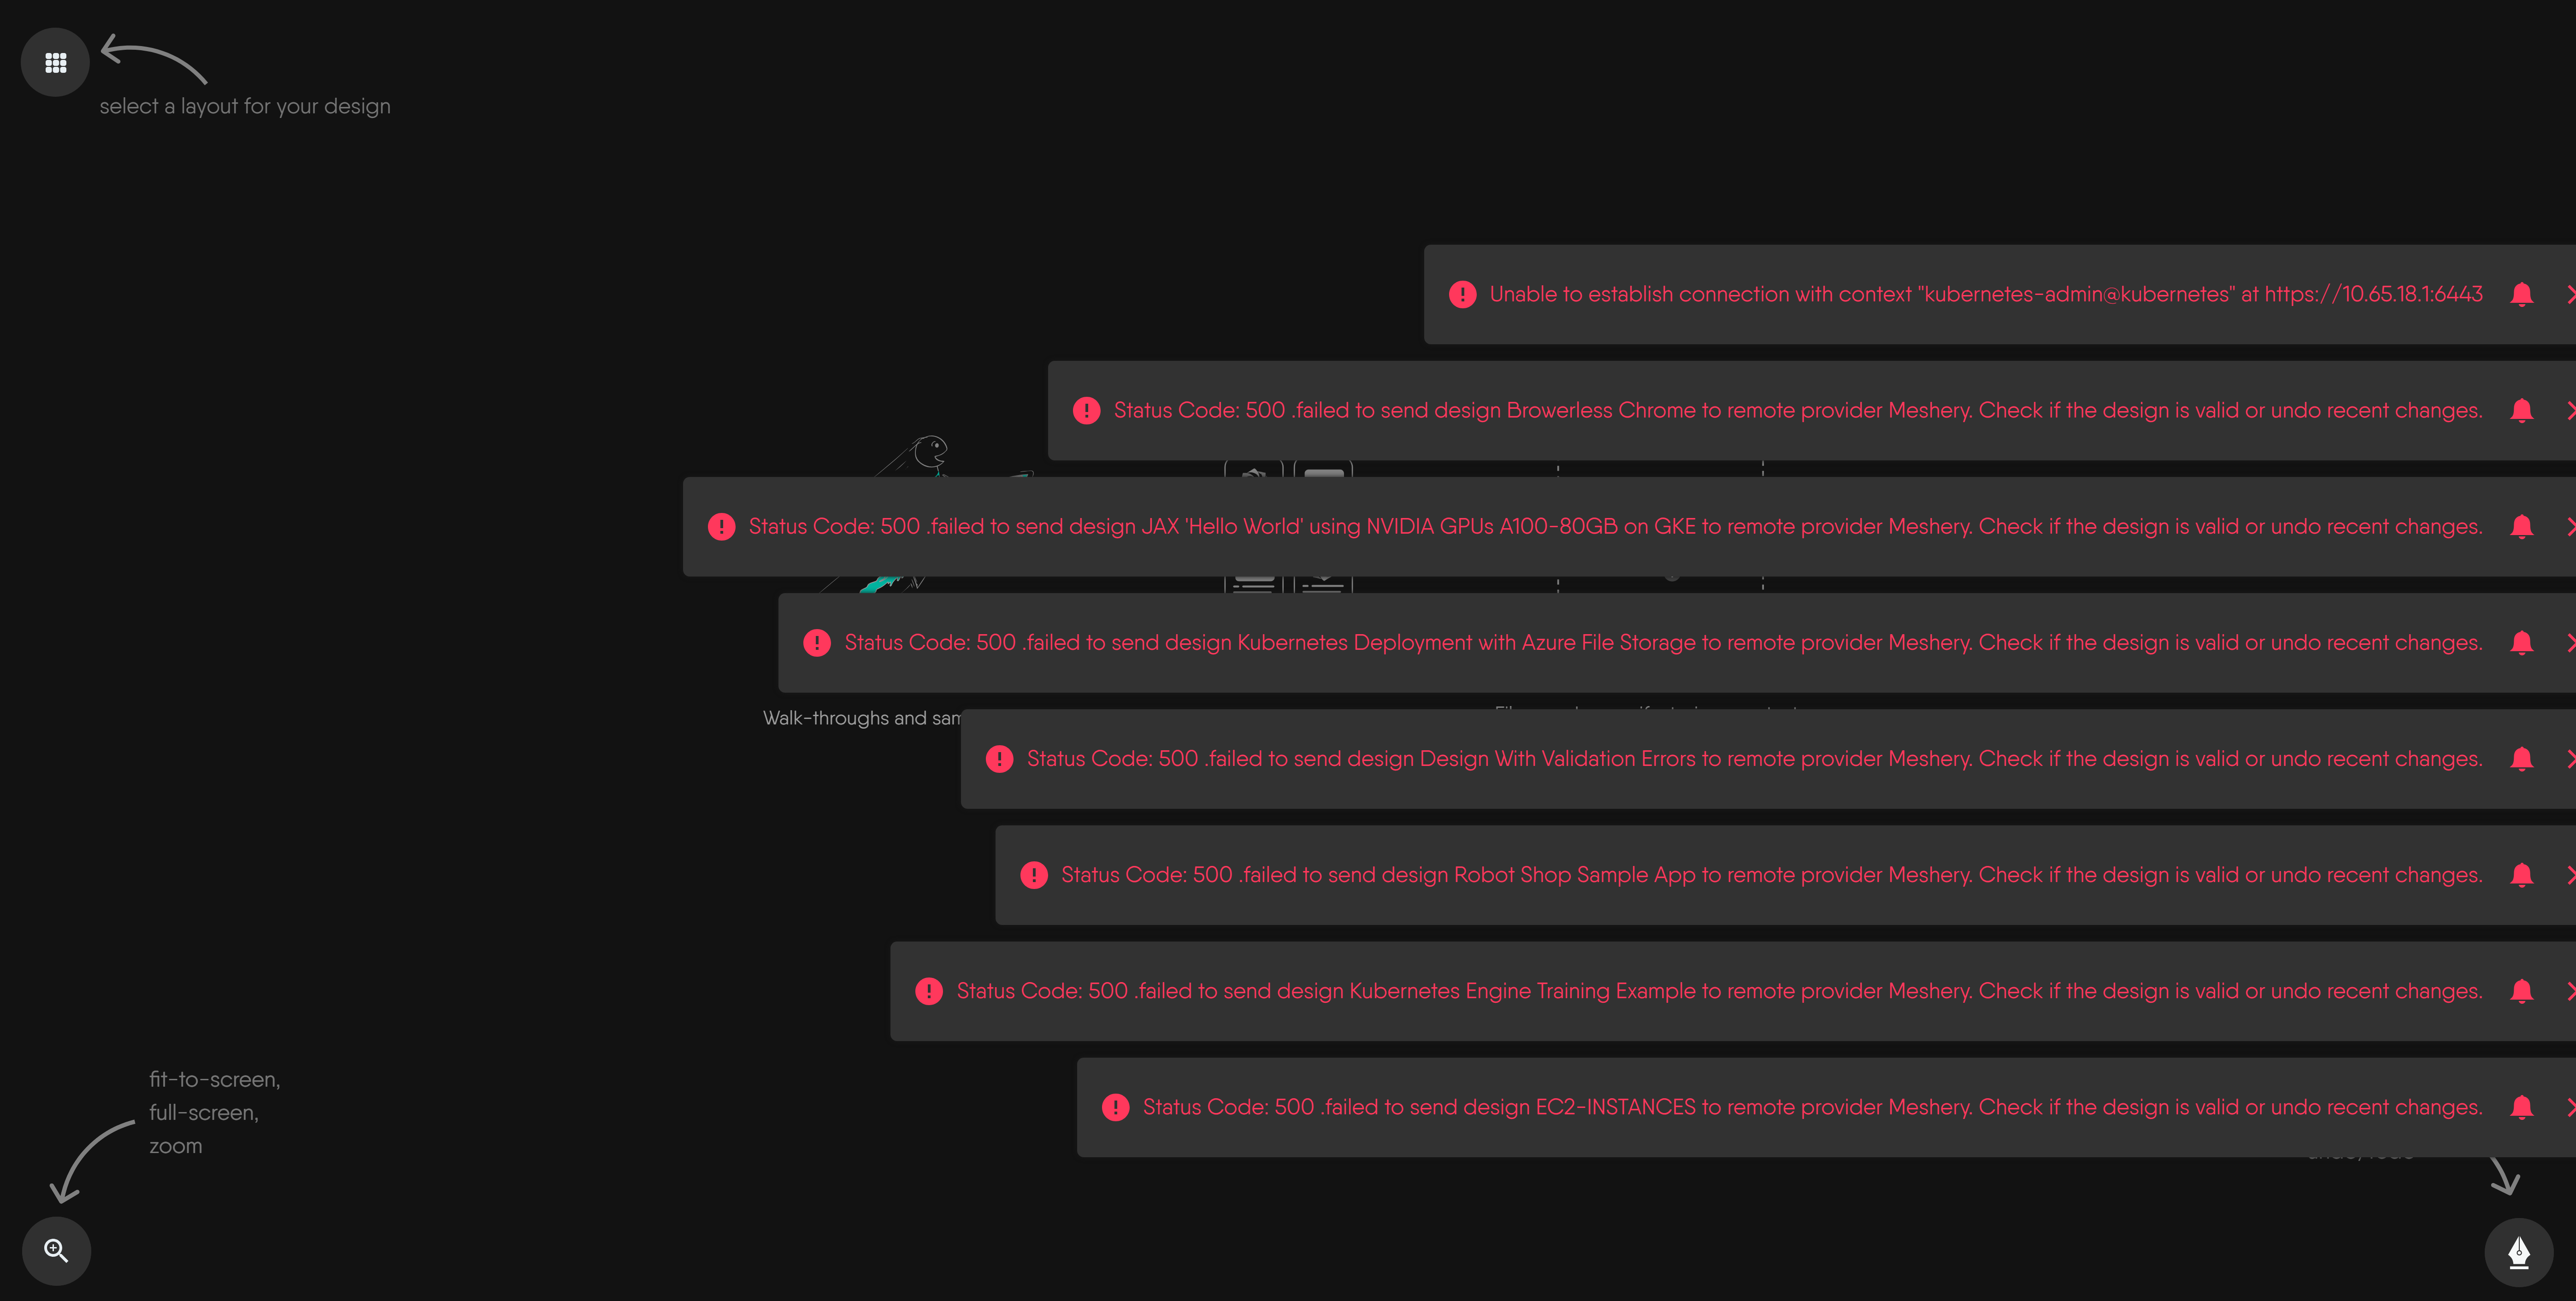 select a layout for your design
Unable to establish connection with context "kubernetes-admin@kubernetes" at https://10.65.18.1:6443
Status Code: 500 .failed to send design Browerless Chrome to remote provider Meshery. Check if the design is valid or undo recent changes.
Status Code: 500 .failed to send design JAX 'Hello World' using NVIDIA GPUs A100-80GB on GKE to remote provider Meshery. Check if the design is valid or undo recent changes.
Status Code: 500 .failed to send design Kubernetes Deployment with Azure File Storage to remote provider Meshery. Check if the design is valid or undo recent changes.
Walk-throughs and
Status Code: 500 .failed to send design Design With Validation Errors to remote provider Meshery. Check if the design is valid or undo recent changes.
Status Code: 500 .failed to send design Robot Shop Sample App to remote provider Meshery. Check if the design is valid or undo recent changes.
Status Code: 500 .failed to send design Kubernetes Engine Training Example to remote provider Meshery. Check if the design is valid or undo recent changes.
Status Code: 500 .failed to send design EC2-INSTANCES to remote provider Meshery. Check if the design is valid or undo recent changes.
fit-to-screen,
full-screen,
zoom